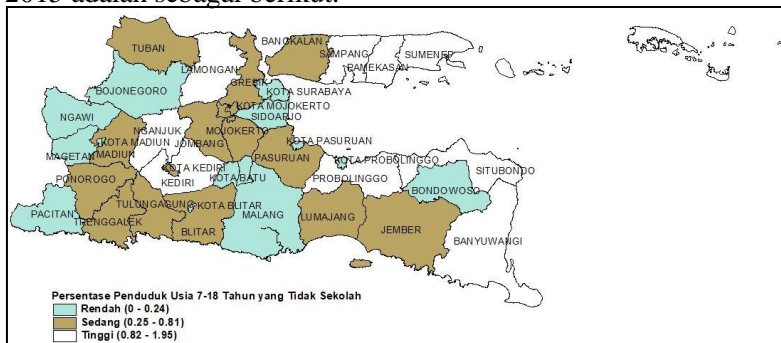 2015 adalah sebagai berikut:
TUBAN
BANGKALAN
SAMPANG
SUMENEP
LAMONGAN
PAMEKASAN
GRESIK
BOJONEGORO
KOTA SURABAYA
KOTA MOJOKERTO
NGAWI
SIDOARJO
NGANJUK
MOJOKERTO
KOTA MADIUN
JOMBANG
KOTA PASURUAN
MAGETAN
MADIUN
PASURUAN
KOTA PROBOLINGGO
KOTA KEDIRI
SITUBONDO
PONOROGO
KEDIRI
KOTA BATU
PROBOLINGGO
BONDOWOSO
TULUNGAGUNG
KOTA BLITAR
PACITAN
MALANG
LUMAJANG
TRENGGALEK
BLITAR
JEMBER
BANYUWANGI
Persentase Penduduk Usia 7-18 Tahun yang Tidak Sekolah
Rendah (0 - 0.24)
Sedang (0.25 - 0.81)
Tinggi (0.82 - 1.95)